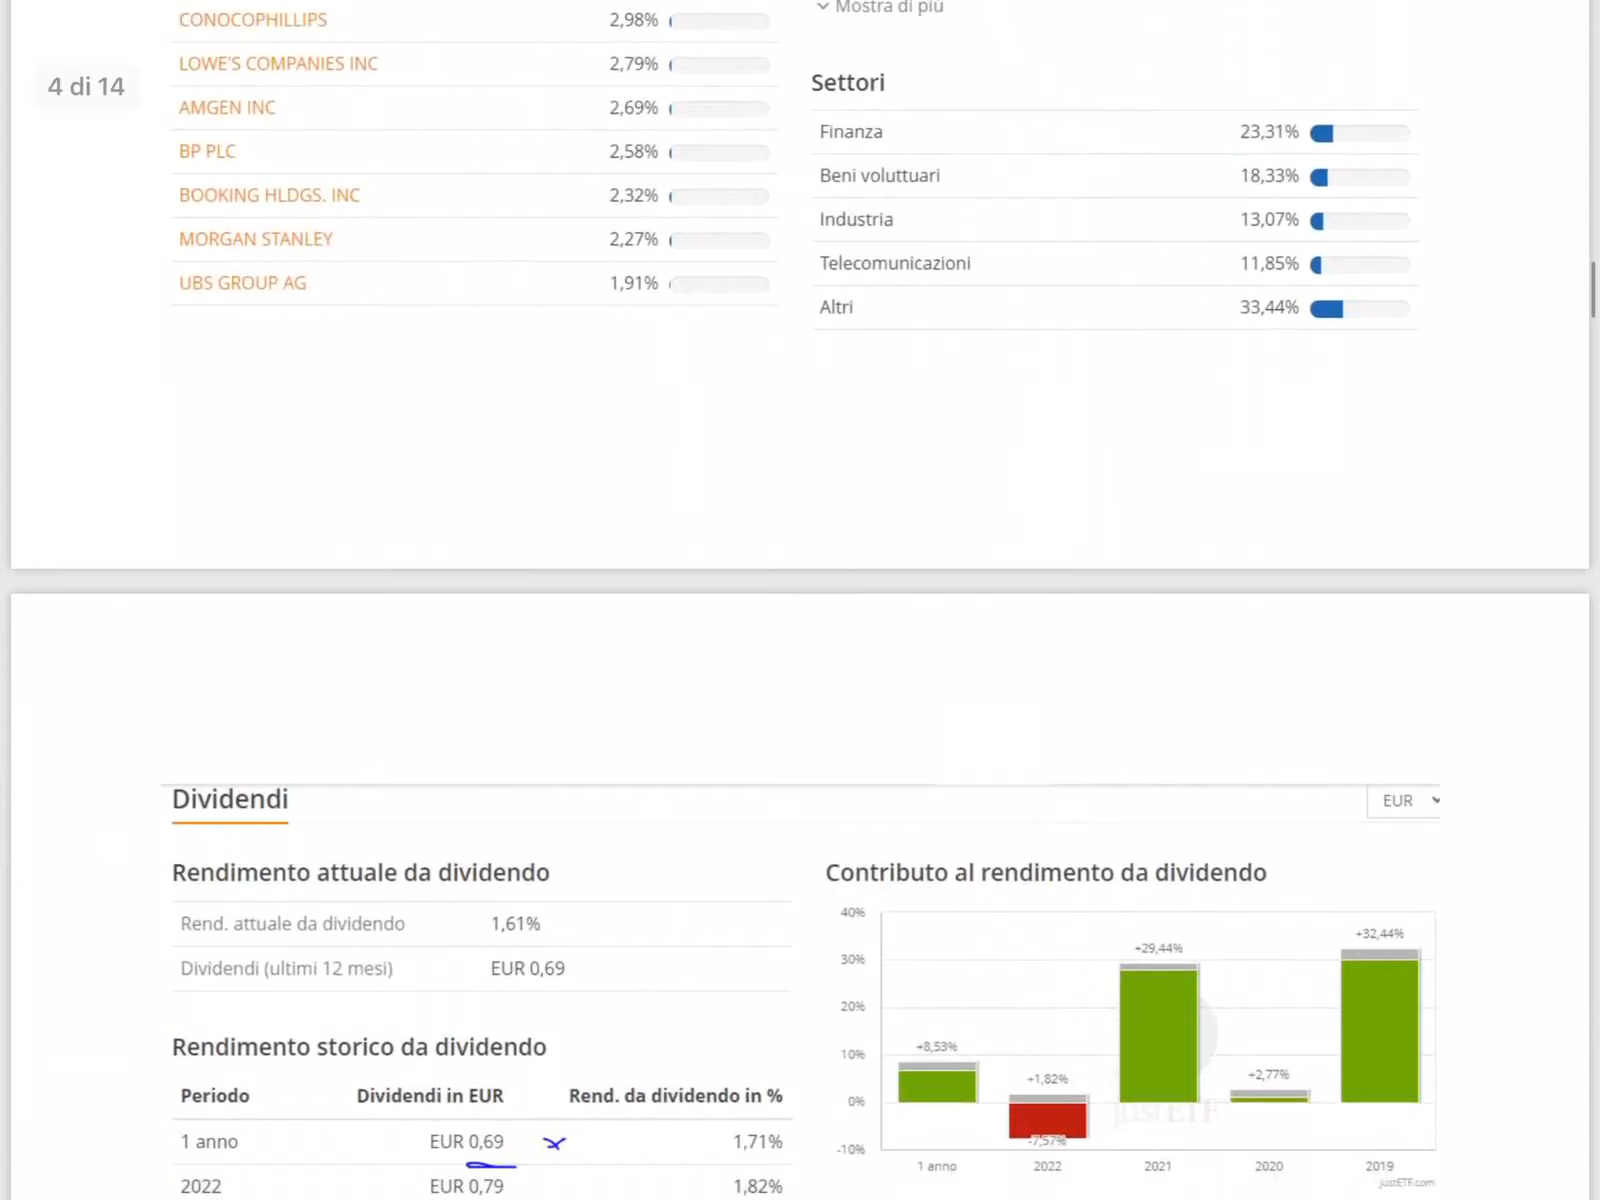 Mostra di più
CONOCOPHILLIPS 2,98%
LOWE'S COMPANIES INC 2,79%
AMGEN INC 2,69%
BP PLC 2,58%
BOOKING HLDGS. INC 2,32%
MORGAN STANLEY 2,27%
UBS GROUP AG 1,91%
4 di 14
Settori
Finanza 23,31%
Beni voluttuari 18,33%
Industria 13,07%
Telecomunicazioni 11,85%
Altri 33,44%
Dividendi
EUR
Rendimento attuale da dividendo
Rend. attuale da dividendo 1,61%
Dividendi (ultimi 12 mesi) EUR 0,69
Rendimento storico da dividendo
Periodo Dividendi in EUR Rend. da dividendo in %
1 anno EUR 0,69 1,71%
2022 EUR 0,79 1,82%
Contributo al rendimento da dividendo
40%
30%
20%
10%
0%
-10%
+8,53%
+1,82%
-7,57%
+29,44%
+2,77%
+32,44%
justETF
1 anno 2022 2021 2020 2019
justETF.com